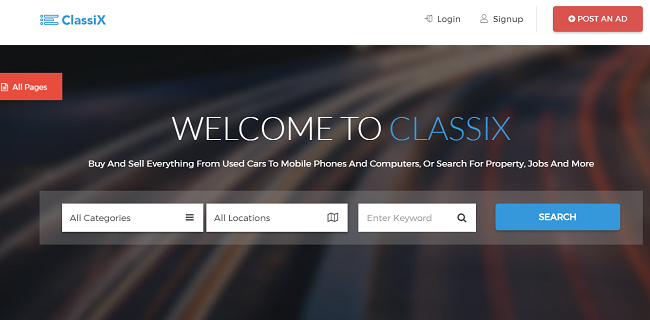 ClassiX
Login
Signup
POST AN AD
All Pages
WELCOME TO CLASSIX
Buy And Sell Everything From Used Cars To Mobile Phones And Computers, Or Search For Property, Jobs And More
All Categories
All Locations
Enter Keyword
SEARCH